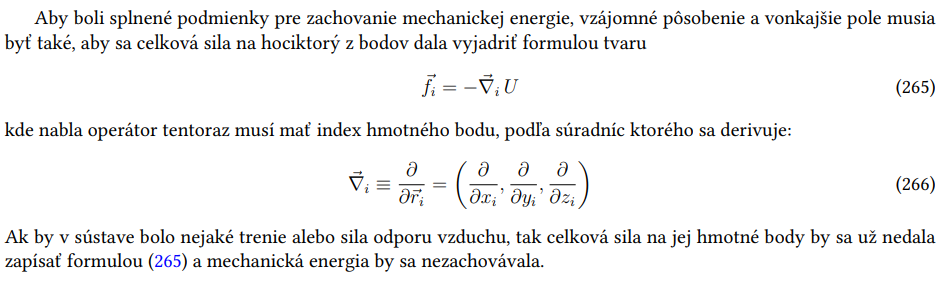 Aby boli splnené podmienky pre zachovanie mechanickej energie, vzájomné pôsobenie a vonkajšie pole musia
byť také, aby sa celková sila na hociktorý z bodov dala vyjadriť formulou tvaru
$\vec{f}_i = -\vec{\nabla}_i U$ (265)
kde nabla operátor tentoraz musí mať index hmotného bodu, podľa súradníc ktorého sa derivuje:
$\vec{\nabla}_i \equiv \frac{\partial}{\partial \vec{r}_i} = \left( \frac{\partial}{\partial x_i}, \frac{\partial}{\partial y_i}, \frac{\partial}{\partial z_i} \right)$ (266)
Ak by v sústave bolo nejaké trenie alebo sila odporu vzduchu, tak celková sila na jej hmotné body by sa už nedala
zapísať formulou (265) a mechanická energia by sa nezachovávala.